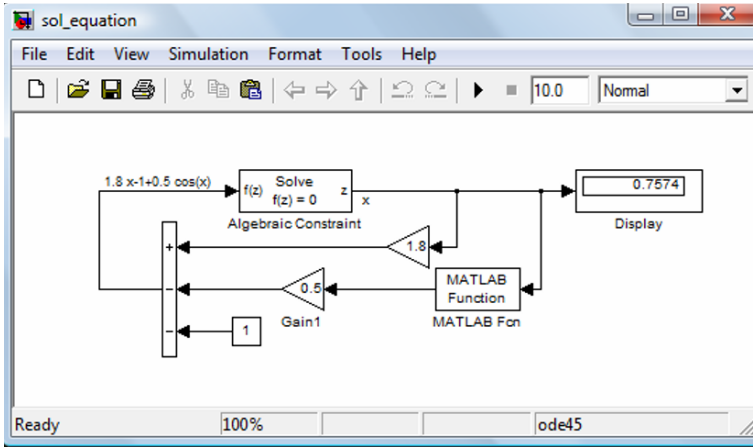 sol_equation
File Edit View Simulation Format Tools Help
10.0 Normal
1.8 x-1+0.5 cos(x)
f(z) Solve f(z) = 0 z
x
Algebraic Constraint
0.7574
Display
+
1.8
−
0.5
Gain1
MATLAB
Function
MATLAB Fcn
−
1
Ready 100% ode45